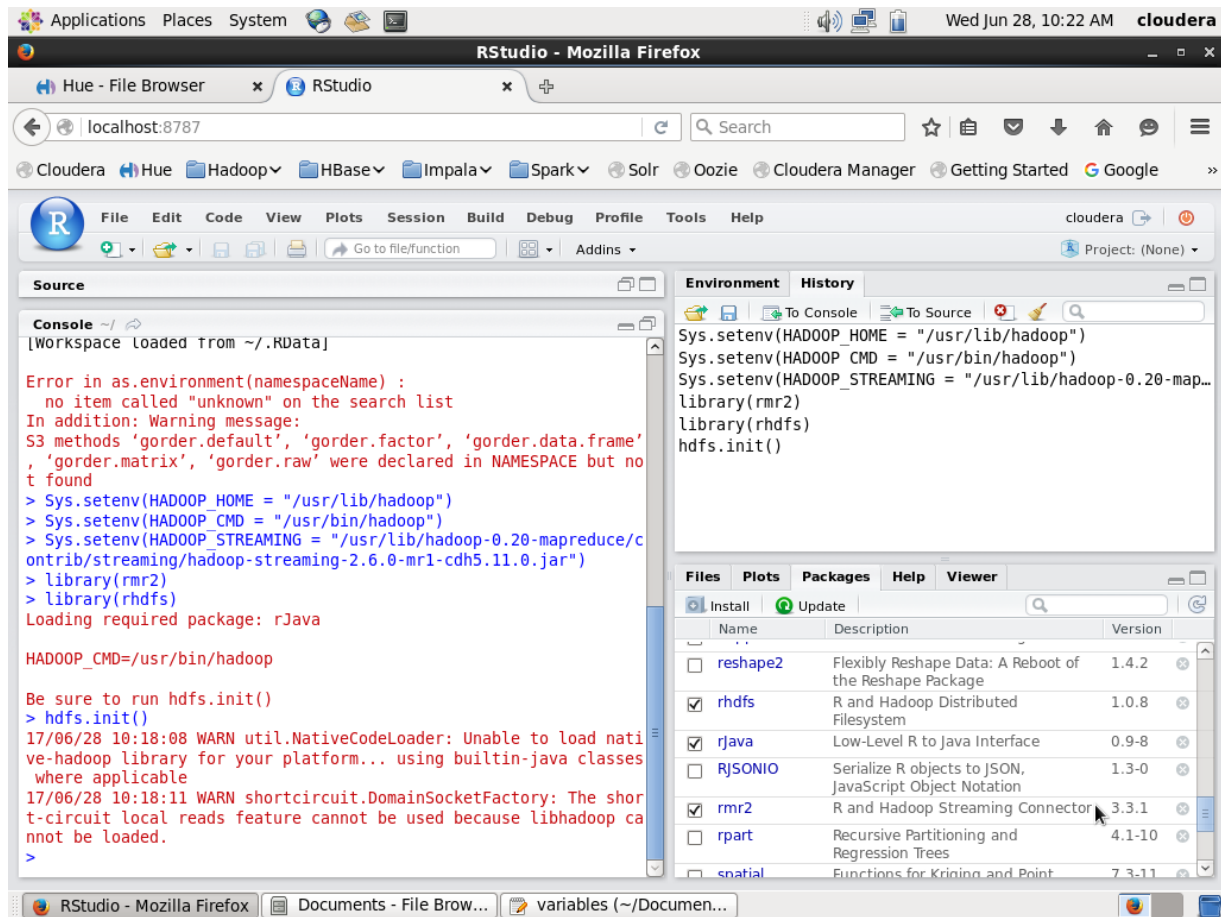 Applications Places System Wed Jun 28, 10:22 AM cloudera
RStudio - Mozilla Firefox
Hue - File Browser RStudio
localhost:8787 Search
Cloudera Hue Hadoop HBase Impala Spark Solr Oozie Cloudera Manager Getting Started Google »
R File Edit Code View Plots Session Build Debug Profile Tools Help cloudera
Go to file/function Addins Project: (None)
Source
Console ~/
[Workspace loaded from ~/.RData]
Error in as.environment(namespaceName) :
no item called "unknown" on the search list
In addition: Warning message:
S3 methods ‘gorder.default’, ‘gorder.factor’, ‘gorder.data.frame’
, ‘gorder.matrix’, ‘gorder.raw’ were declared in NAMESPACE but no
t found
> Sys.setenv(HADOOP_HOME = "/usr/lib/hadoop")
> Sys.setenv(HADOOP_CMD = "/usr/bin/hadoop")
> Sys.setenv(HADOOP_STREAMING = "/usr/lib/hadoop-0.20-mapreduce/c
ontrib/streaming/hadoop-streaming-2.6.0-mr1-cdh5.11.0.jar")
> library(rmr2)
> library(rhdfs)
Loading required package: rJava
HADOOP_CMD=/usr/bin/hadoop
Be sure to run hdfs.init()
> hdfs.init()
17/06/28 10:18:08 WARN util.NativeCodeLoader: Unable to load nati
ve-hadoop library for your platform... using builtin-java classes
where applicable
17/06/28 10:18:11 WARN shortcircuit.DomainSocketFactory: The shor
t-circuit local reads feature cannot be used because libhadoop ca
nnot be loaded.
>
Environment History
To Console To Source
Sys.setenv(HADOOP_HOME = "/usr/lib/hadoop")
Sys.setenv(HADOOP CMD = "/usr/bin/hadoop")
Sys.setenv(HADOOP_STREAMING = "/usr/lib/hadoop-0.20-map…
library(rmr2)
library(rhdfs)
hdfs.init()
Files Plots Packages Help Viewer
Install Update
Name Description Version
reshape2 Flexibly Reshape Data: A Reboot of 1.4.2
the Reshape Package
rhdfs R and Hadoop Distributed 1.0.8
Filesystem
rJava Low-Level R to Java Interface 0.9-8
RJSONIO Serialize R objects to JSON, 1.3-0
JavaScript Object Notation
rmr2 R and Hadoop Streaming Connector 3.3.1
rpart Recursive Partitioning and 4.1-10
Regression Trees
spatial Functions for Kriging and Point 7.3-11
RStudio - Mozilla Firefox Documents - File Brow... variables (~/Documen...